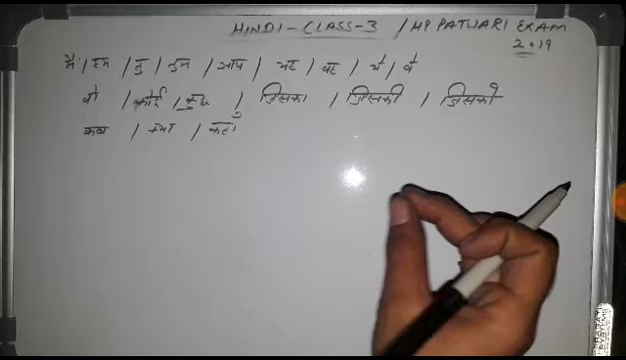 HINDI - CLASS-3 / HP PATWARI EXAM
2019
मैं / हम / तु / तुम / आप / यह / वह / ये / वे
वो / कोई / कुछ / जिसका / जिसकी / जिसको
कब / क्या / कहा